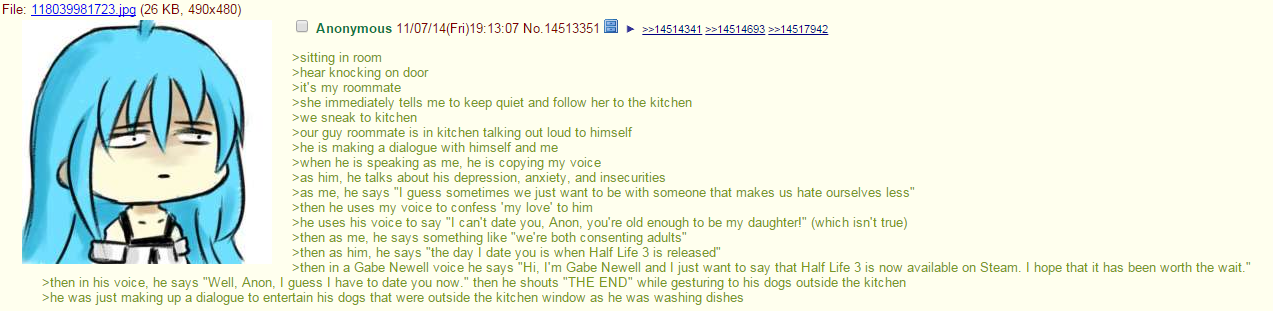 File: 118039981723.jpg (26 KB, 490x480)
Anonymous 11/07/14(Fri)19:13:07 No.14513351 ► >>14514341 >>14514693 >>14517942
>sitting in room
>hear knocking on door
>it's my roommate
>she immediately tells me to keep quiet and follow her to the kitchen
>we sneak to kitchen
>our guy roommate is in kitchen talking out loud to himself
>he is making a dialogue with himself and me
>when he is speaking as me, he is copying my voice
>as him, he talks about his depression, anxiety, and insecurities
>as me, he says "I guess sometimes we just want to be with someone that makes us hate ourselves less"
>then he uses my voice to confess 'my love' to him
>he uses his voice to say "I can't date you, Anon, you're old enough to be my daughter!" (which isn't true)
>then as me, he says something like "we're both consenting adults"
>then as him, he says "the day I date you is when Half Life 3 is released"
>then in a Gabe Newell voice he says "Hi, I'm Gabe Newell and I just want to say that Half Life 3 is now available on Steam. I hope that it has been worth the wait."
>then in his voice, he says "Well, Anon, I guess I have to date you now." then he shouts "THE END" while gesturing to his dogs outside the kitchen
>he was just making up a dialogue to entertain his dogs that were outside the kitchen window as he was washing dishes